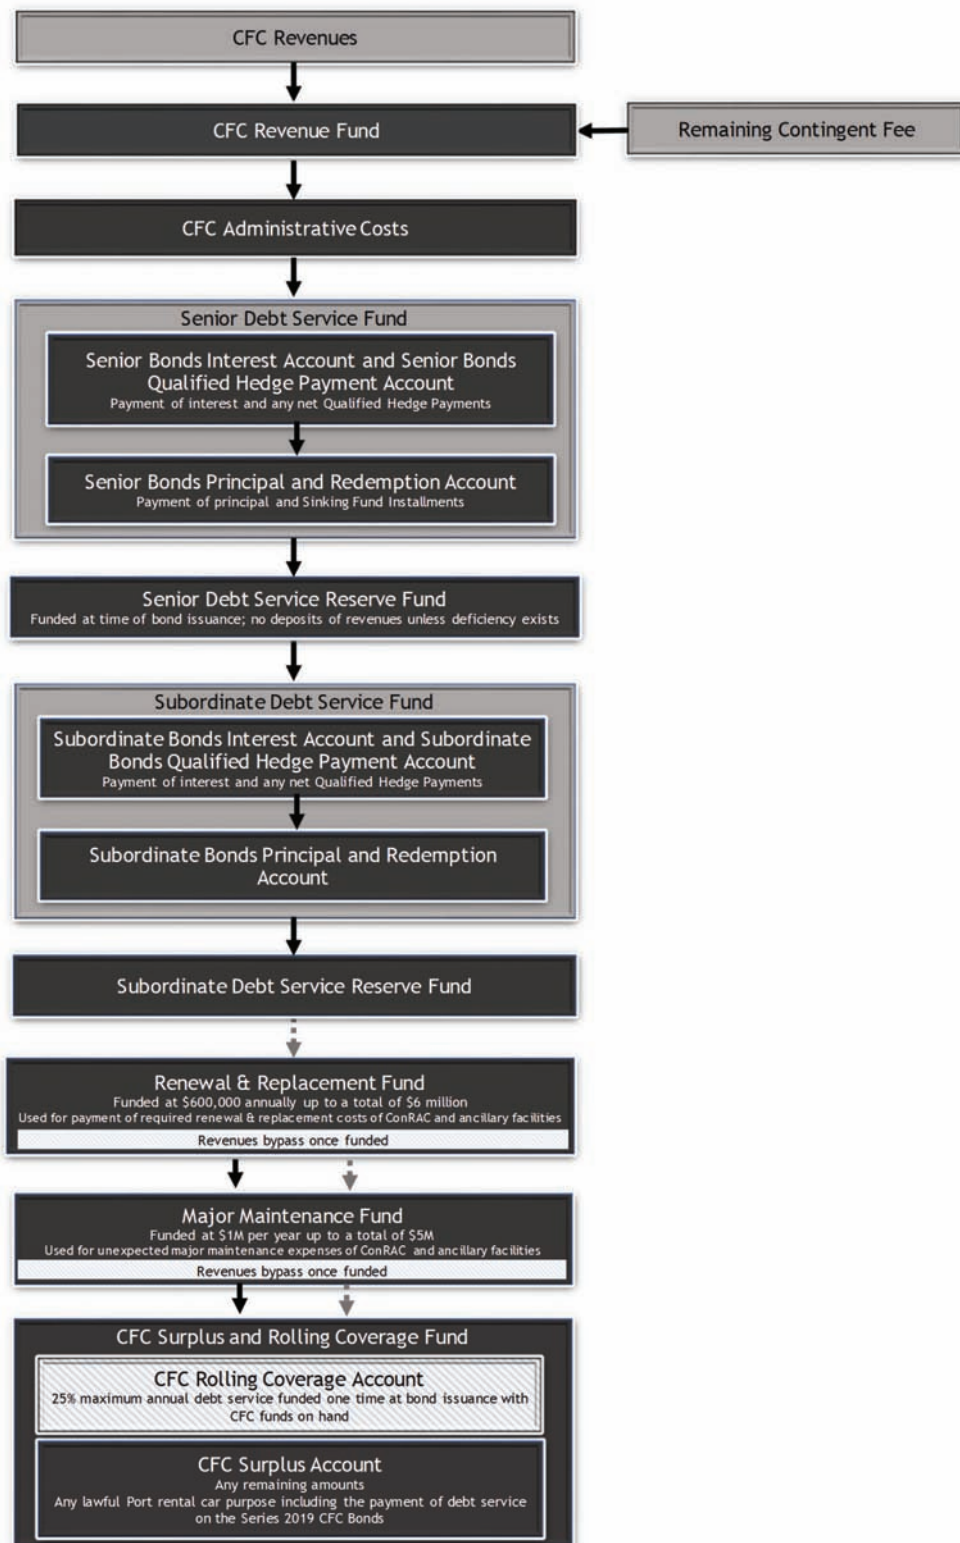 CFC Revenues
CFC Revenue Fund
Remaining Contingent Fee
CFC Administrative Costs
Senior Debt Service Fund
Senior Bonds Interest Account and Senior Bonds
Qualified Hedge Payment Account
Payment of interest and any net Qualified Hedge Payments
Senior Bonds Principal and Redemption Account
Payment of principal and Sinking Fund Installments
Senior Debt Service Reserve Fund
Funded at time of bond issuance; no deposits of revenues unless deficiency exists
Subordinate Debt Service Fund
Subordinate Bonds Interest Account and Subordinate
Bonds Qualified Hedge Payment Account
Payment of interest and any net Qualified Hedge Payments
Subordinate Bonds Principal and Redemption
Account
Subordinate Debt Service Reserve Fund
Renewal & Replacement Fund
Funded at $600,000 annually up to a total of $6 million
Used for payment of required renewal & replacement costs of ConRAC and ancillary facilities
Revenues bypass once funded
Major Maintenance Fund
Funded at $1M per year up to a total of $5M
Used for unexpected major maintenance expenses of ConRAC and ancillary facilities
Revenues bypass once funded
CFC Surplus and Rolling Coverage Fund
CFC Rolling Coverage Account
25% maximum annual debt service funded one time at bond issuance with
CFC funds on hand
CFC Surplus Account
Any remaining amounts
Any lawful Port rental car purpose including the payment of debt service
on the Series 2019 CFC Bonds